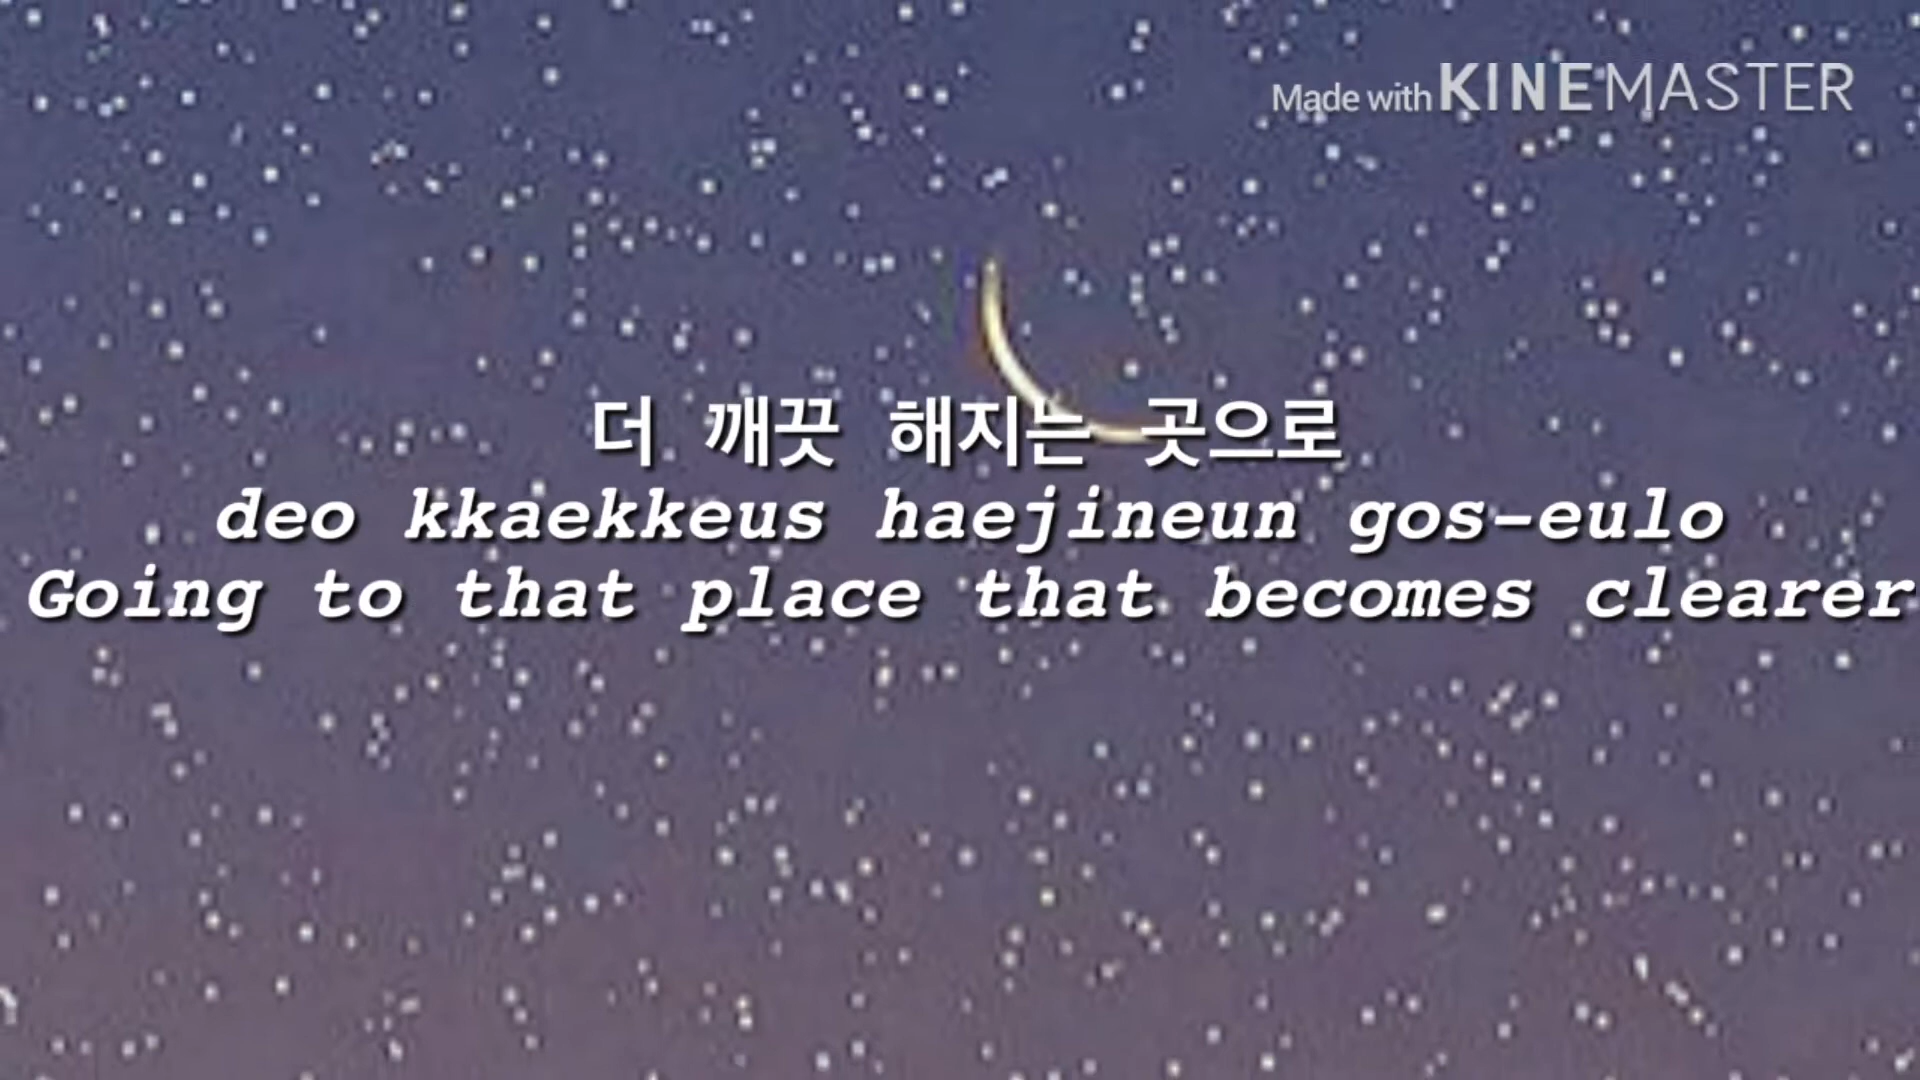 Made with KINEMASTER
더 깨끗 해지는 곳으로
deo kkaekkeus haejineun gos-eulo
Going to that place that becomes clearer